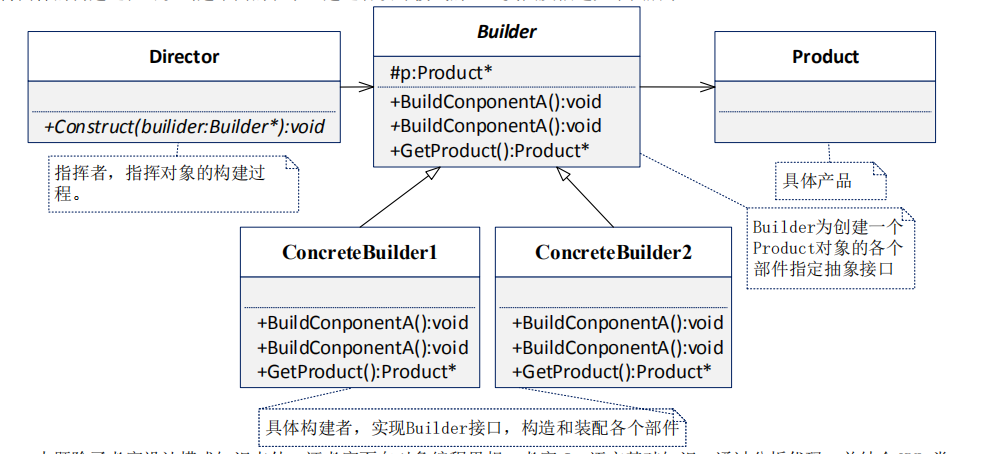 Director
+Construct(builider:Builder*):void
指挥者，指挥对象的构建过
程。
Builder
#p:Product*
+BuildConponentA():void
+BuildConponentA():void
+GetProduct():Product*
Product
具体产品
Builder为创建一个
Product对象的各个
部件指定抽象接口
ConcreteBuilder1
+BuildConponentA():void
+BuildConponentA():void
+GetProduct():Product*
ConcreteBuilder2
+BuildConponentA():void
+BuildConponentA():void
+GetProduct():Product*
具体构建者，实现Builder接口，构造和装配各个部件